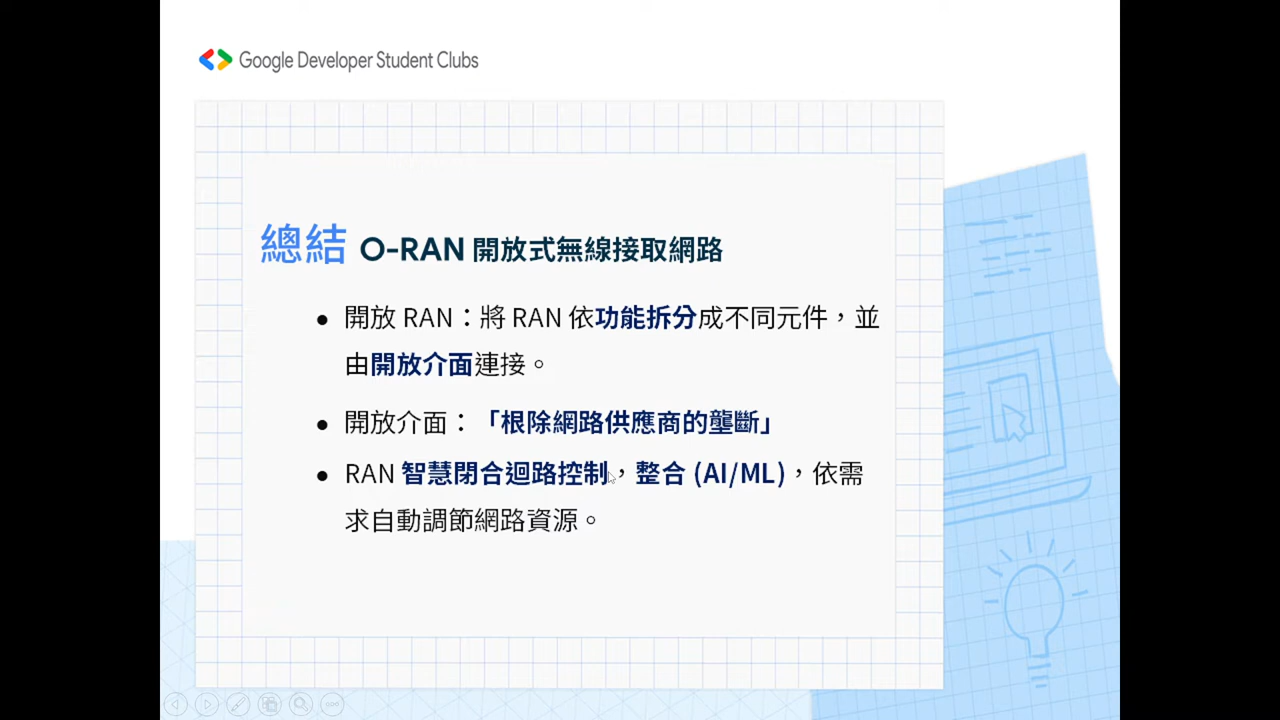 Google Developer Student Clubs
總結 O-RAN 開放式無線接取網路
● 開放 RAN：將 RAN 依功能拆分成不同元件，並
由開放介面連接。
● 開放介面：「根除網路供應商的壟斷」
● RAN 智慧閉合迴路控制，整合 (AI/ML)，依需
求自動調節網路資源。